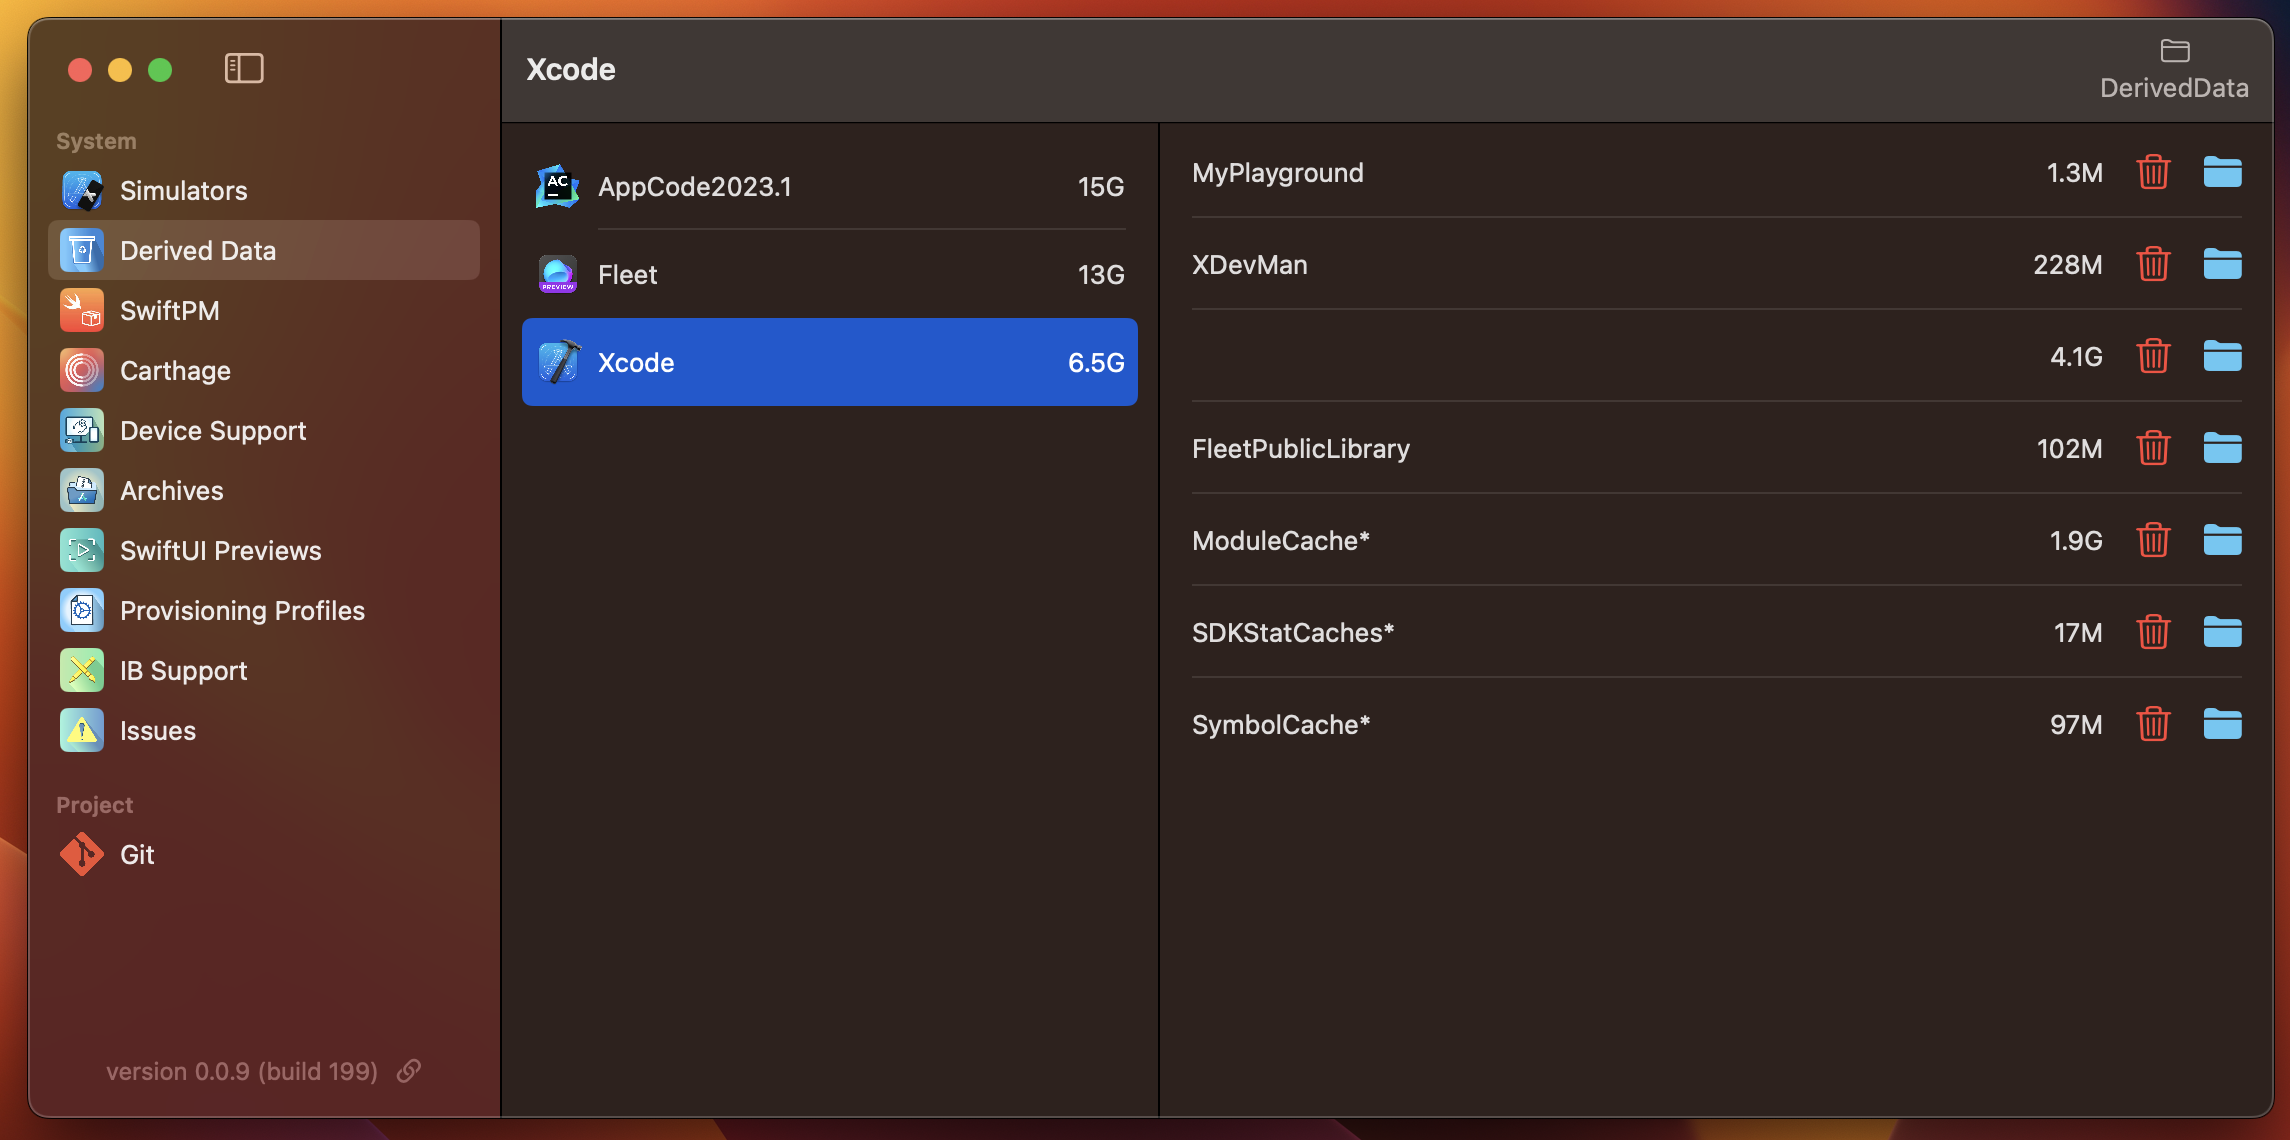 Xcode
DerivedData
System
Simulators
Derived Data
SwiftPM
Carthage
Device Support
Archives
SwiftUI Previews
Provisioning Profiles
IB Support
Issues
Project
Git
version 0.0.9 (build 199)
AC
AppCode2023.1 15G
PREVIEW
Fleet 13G
Xcode 6.5G
MyPlayground 1.3M
XDevMan 228M
4.1G
FleetPublicLibrary 102M
ModuleCache* 1.9G
SDKStatCaches* 17M
SymbolCache* 97M